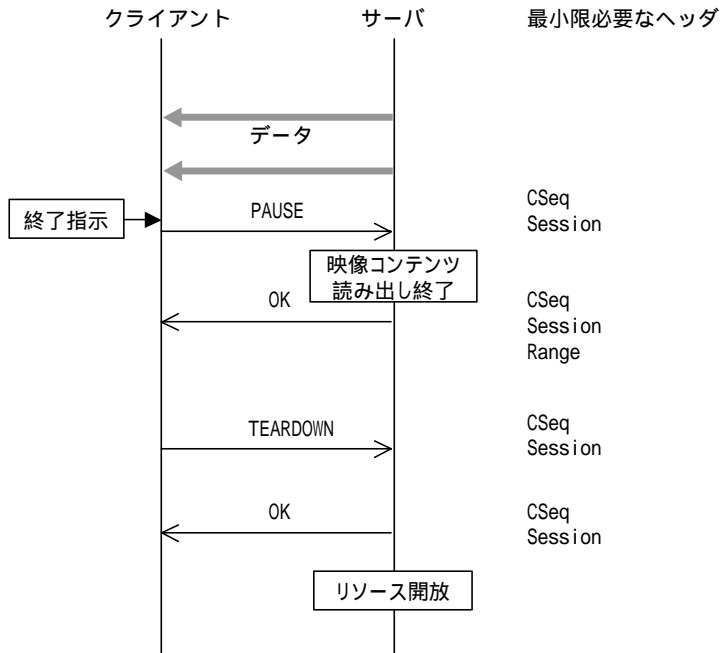 クライアント サーバ 最小限必要なヘッダ
データ
終了指示
PAUSE
CSeq
Session
映像コンテンツ
読み出し終了
OK
CSeq
Session
Range
TEARDOWN
CSeq
Session
OK
CSeq
Session
リソース開放